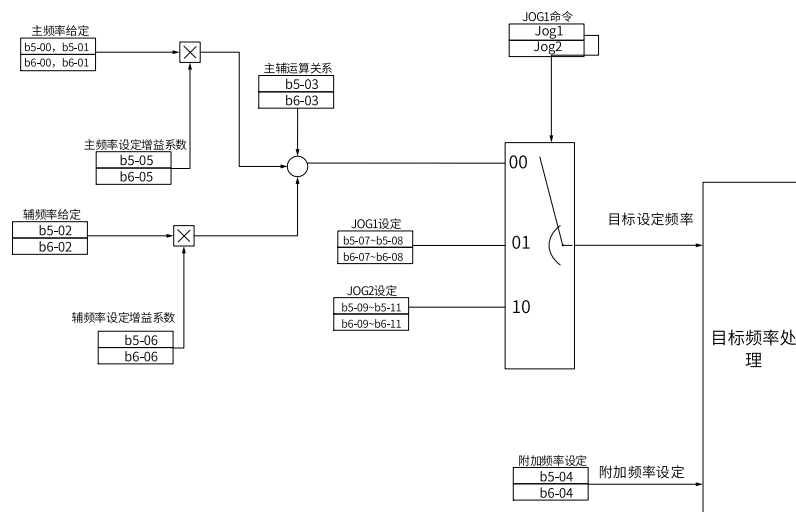 主频率给定
b5-00，b5-01
b6-00，b6-01
JOG1命令
Jog1
Jog2
主辅运算关系
b5-03
b6-03
主频率设定增益系数
b5-05
b6-05
00
辅频率给定
b5-02
b6-02
JOG1设定
b5-07~b5-08
b6-07~b6-08
01
目标设定频率
JOG2设定
b5-09~b5-11
b6-09~b6-11
10
辅频率设定增益系数
b5-06
b6-06
目标频率处
理
附加频率设定
b5-04
b6-04
附加频率设定